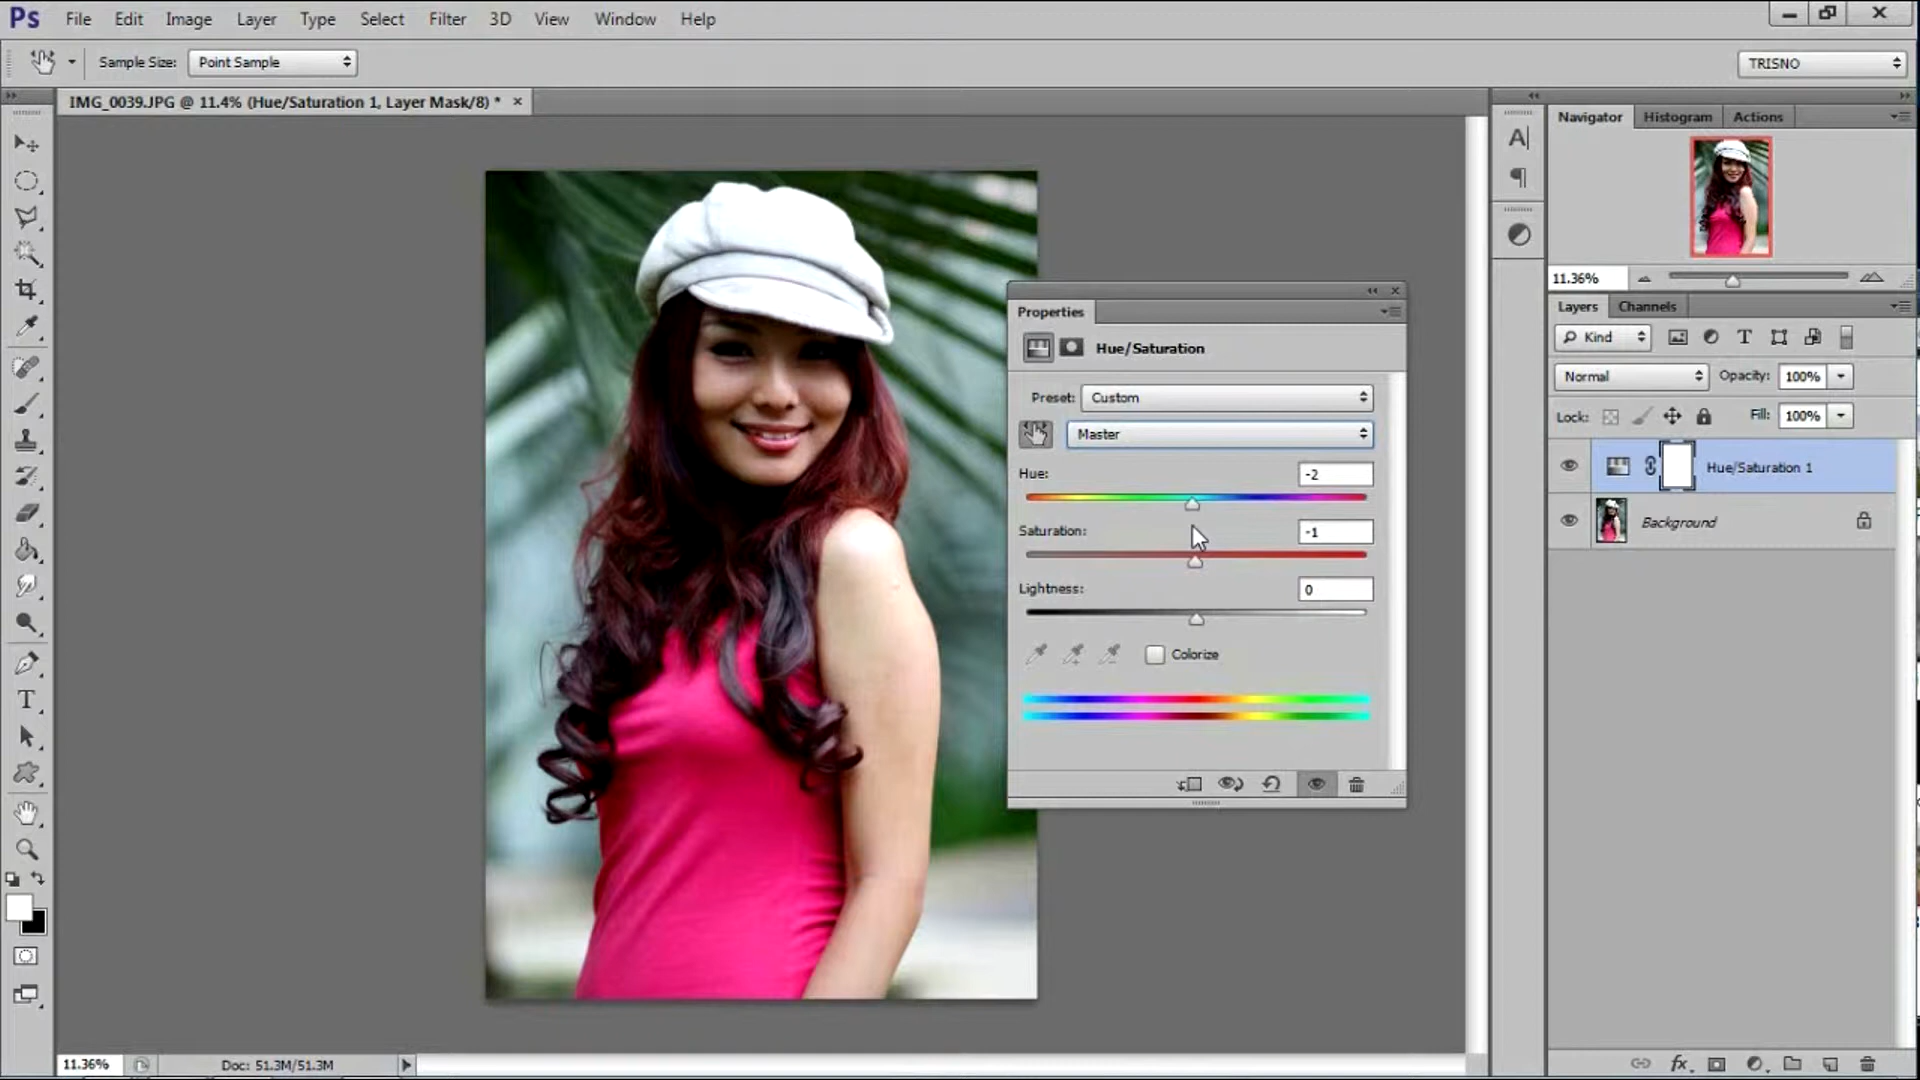 Ps File Edit Image Layer Type Select Filter 3D View Window Help
Sample Size: Point Sample TRISNO
IMG_0039.JPG @ 11.4% (Hue/Saturation 1, Layer Mask/8) * ×
Navigator Histogram Actions
11.36%
Layers Channels
Kind
Normal Opacity: 100%
Lock: Fill: 100%
Hue/Saturation 1
Background
Properties
Hue/Saturation
Preset: Custom
Master
Hue: -2
Saturation: -1
Lightness: 0
Colorize
11.36% Doc: 51.3M/51.3M